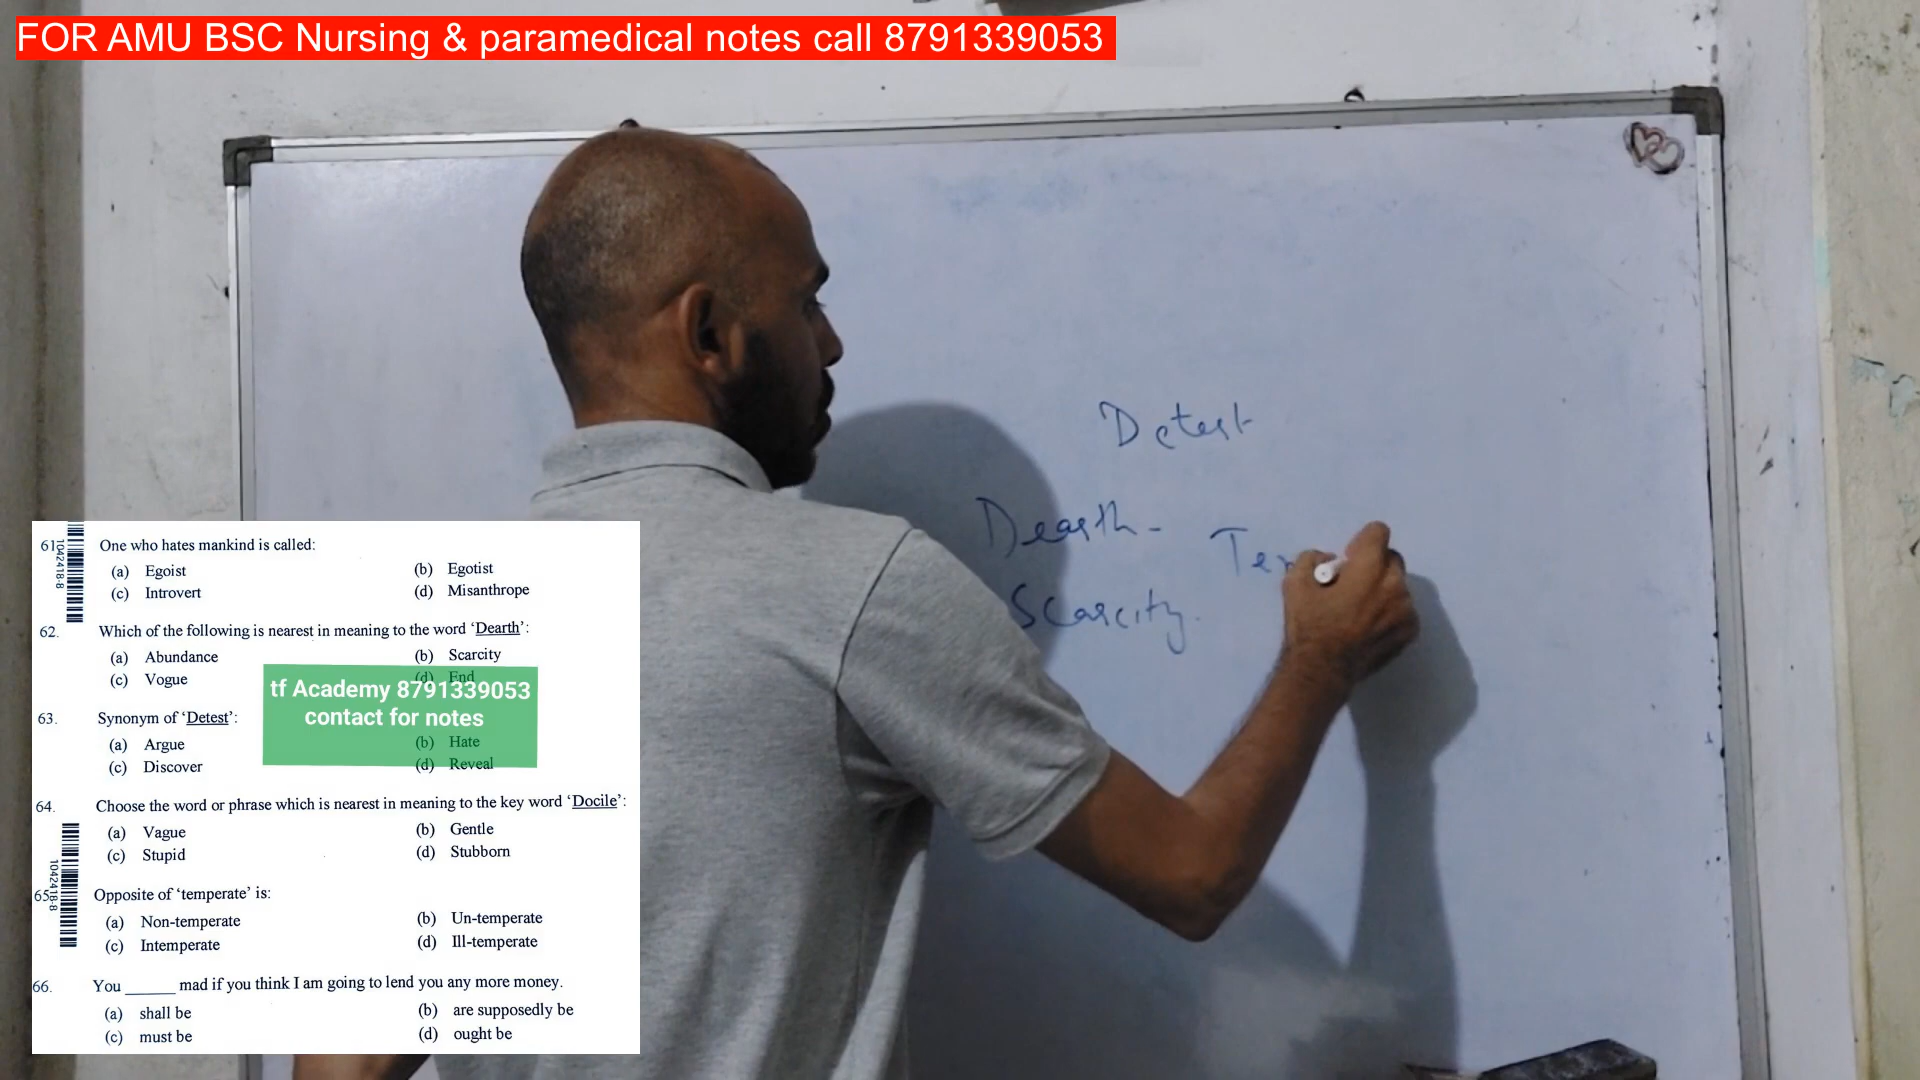 FOR AMU BSC Nursing & paramedical notes call 8791339053
Detest
Dearth -
Scarcity.
1042418-8
61
One who hates mankind is called:
(a) Egoist
(b) Egotist
(c) Introvert
(d) Misanthrope
62.
Which of the following is nearest in meaning to the word ‘Dearth’:
(a) Abundance
(b) Scarcity
(c) Vogue
(d) End
tf Academy 8791339053
contact for notes
63.
Synonym of ‘Detest’:
(a) Argue
(b) Hate
(c) Discover
(d) Reveal
64.
Choose the word or phrase which is nearest in meaning to the key word ‘Docile’:
(a) Vague
(b) Gentle
(c) Stupid
(d) Stubborn
1042418-8
65
Opposite of ‘temperate’ is:
(a) Non-temperate
(b) Un-temperate
(c) Intemperate
(d) Ill-temperate
66.
You ______ mad if you think I am going to lend you any more money.
(a) shall be
(b) are supposedly be
(c) must be
(d) ought be